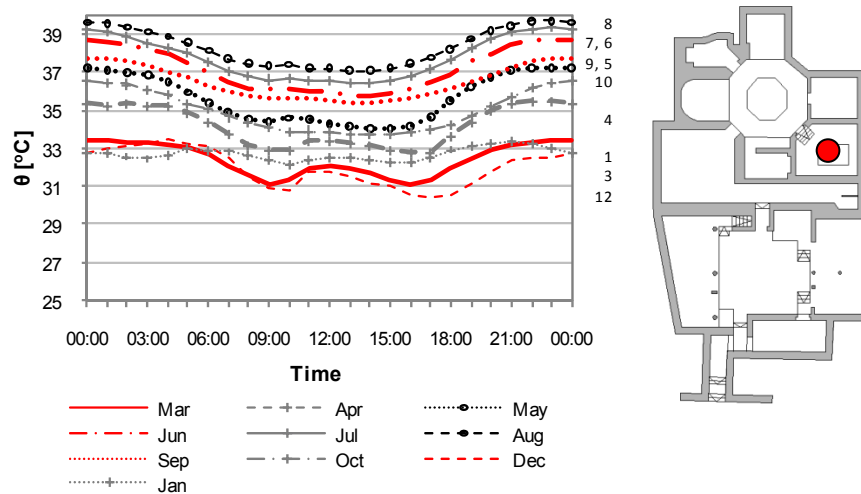 39
37
35
33
31
29
27
25
θ [ºC]
00:00 03:00 06:00 09:00 12:00 15:00 18:00 21:00 00:00
Time
8
7, 6
9, 5
10
4
1
3
12
Mar Apr May
Jun Jul Aug
Sep Oct Dec
Jan